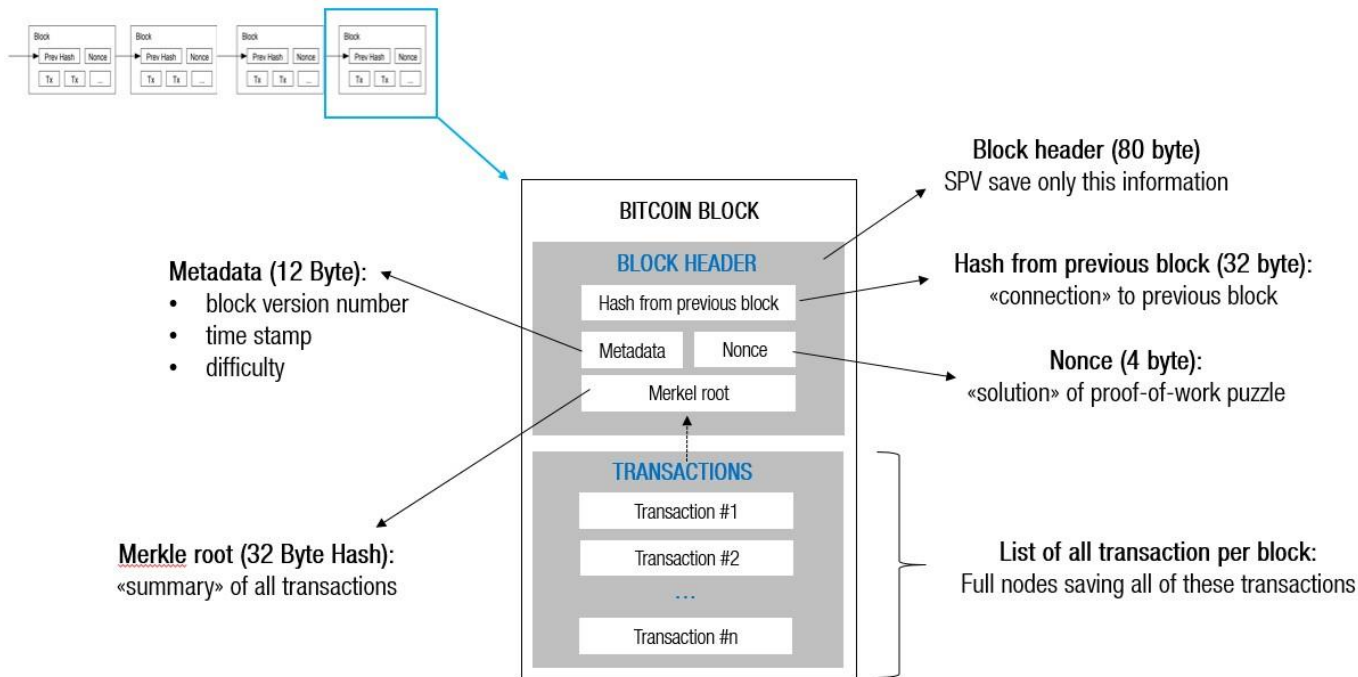 Block
Prev Hash Nonce
Tx Tx ...
Block
Prev Hash Nonce
Tx Tx ...
Block
Prev Hash Nonce
Tx Tx ...
Block
Prev Hash Nonce
Tx Tx ...
Block header (80 byte)
SPV save only this information
BITCOIN BLOCK
BLOCK HEADER
Hash from previous block
Metadata Nonce
Merkel root
Metadata (12 Byte):
• block version number
• time stamp
• difficulty
Hash from previous block (32 byte):
«connection» to previous block
Nonce (4 byte):
«solution» of proof-of-work puzzle
TRANSACTIONS
Transaction #1
Transaction #2
...
Transaction #n
Merkle root (32 Byte Hash):
«summary» of all transactions
List of all transaction per block:
Full nodes saving all of these transactions